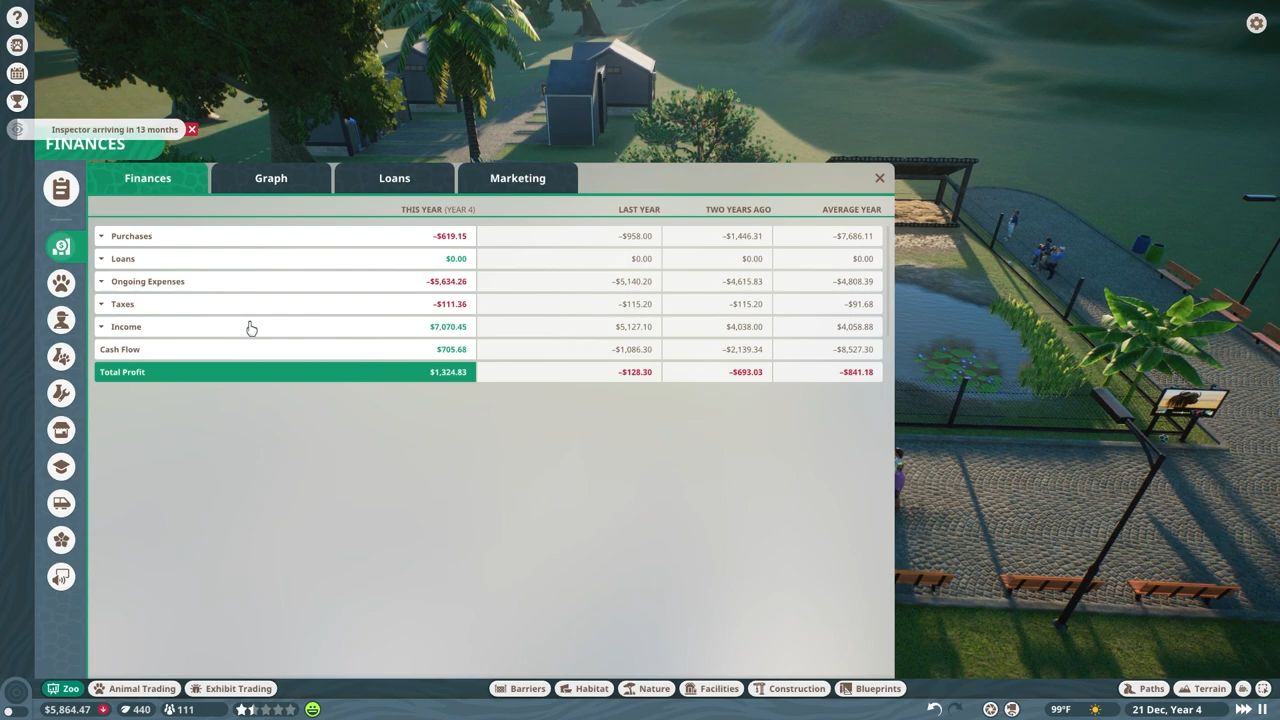 Inspector arriving in 13 months
FINANCES
Finances Graph Loans Marketing
THIS YEAR (YEAR 4) LAST YEAR TWO YEARS AGO AVERAGE YEAR
Purchases –$619.15 –$958.00 –$1,446.31 –$7,686.11
Loans $0.00 $0.00 $0.00 $0.00
Ongoing Expenses –$5,634.26 –$5,140.20 –$4,615.83 –$4,808.39
Taxes –$111.36 –$115.20 –$115.20 –$91.68
Income $7,070.45 $5,127.10 $4,038.00 $4,058.88
Cash Flow $705.68 –$1,086.30 –$2,139.34 –$8,527.30
Total Profit $1,324.83 –$128.30 –$693.03 –$841.18
Zoo Animal Trading Exhibit Trading Barriers Habitat Nature Facilities Construction Blueprints Paths Terrain
$5,864.47 440 111 99°F 21 Dec, Year 4